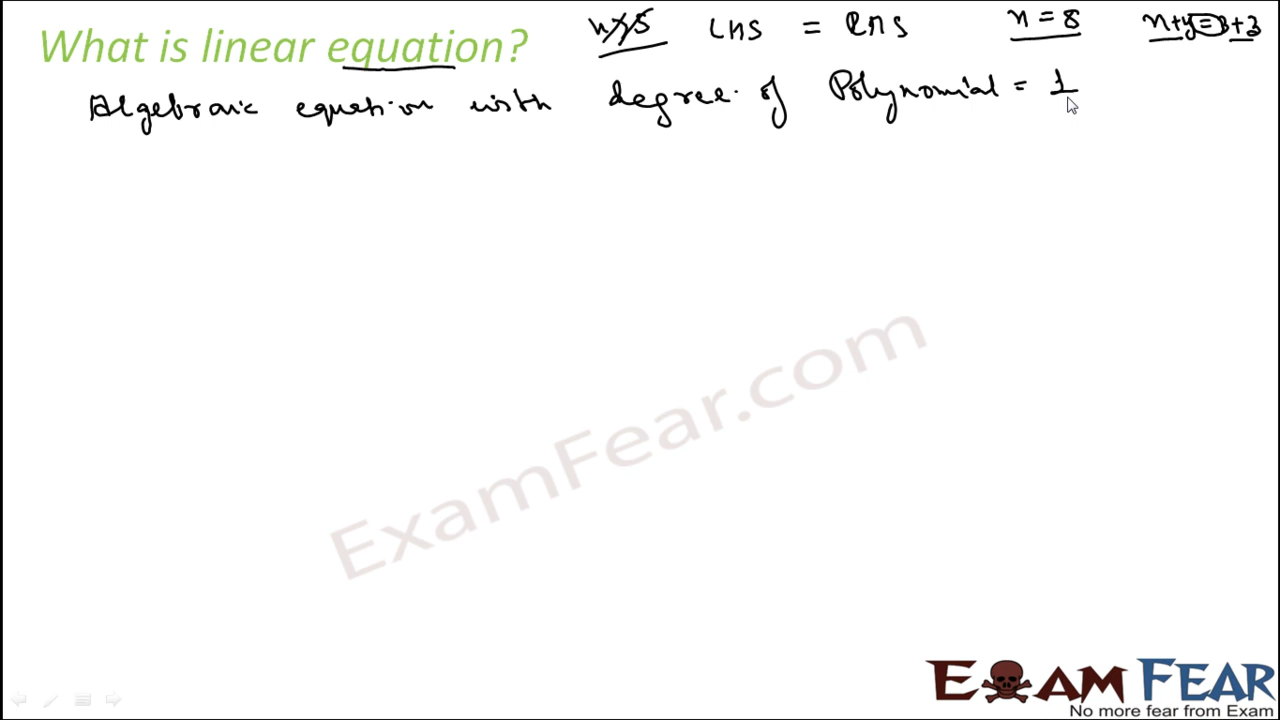 What is linear equation?
LHS = RHS
n = 8
Algebraic equation with degree of Polynomial = 1
ExamFear.com
EXAM FEAR
No more fear from Exam